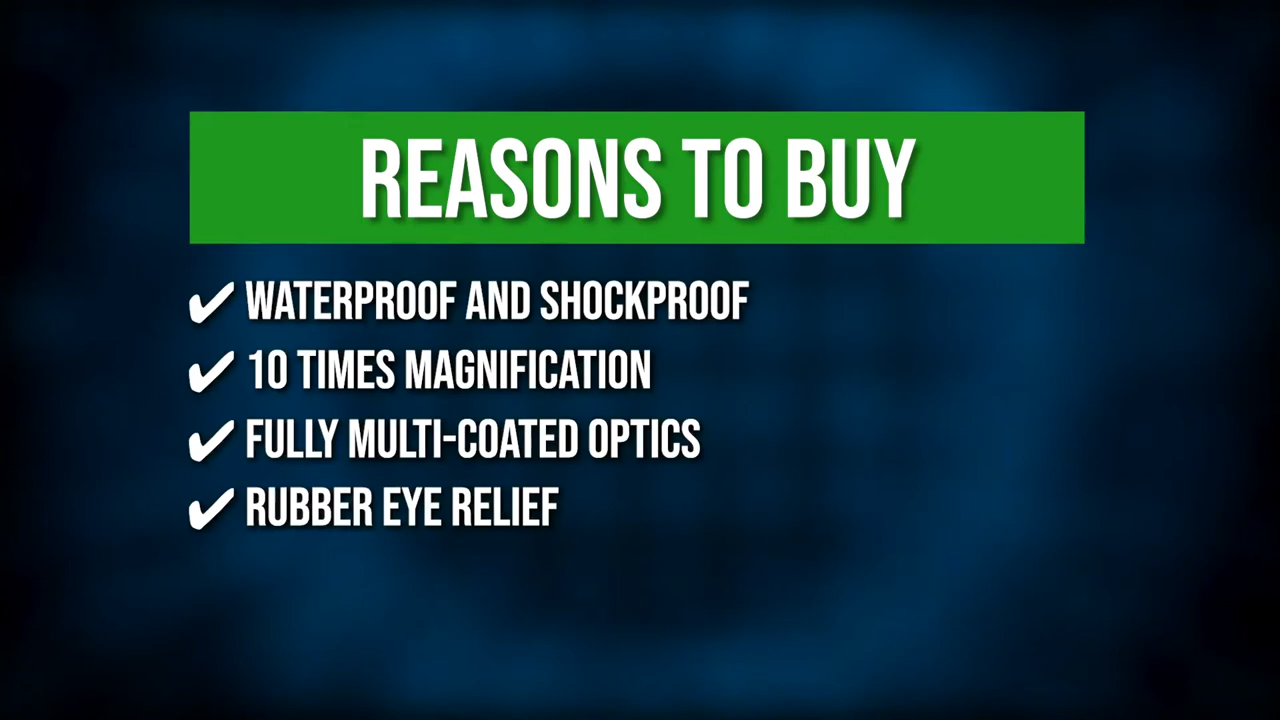 REASONS TO BUY
✔ WATERPROOF AND SHOCKPROOF
✔ 10 TIMES MAGNIFICATION
✔ FULLY MULTI-COATED OPTICS
✔ RUBBER EYE RELIEF